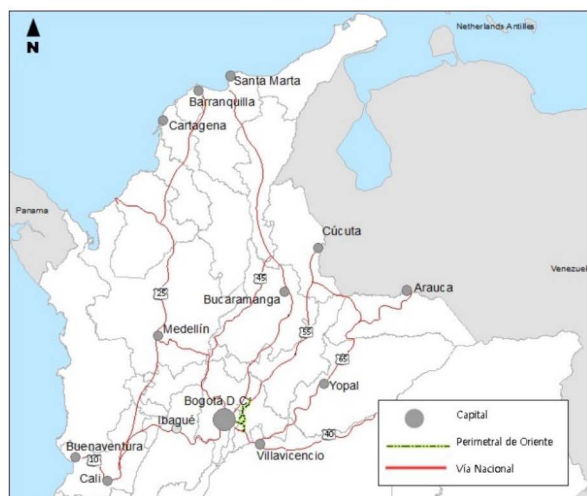 N
Netherlands Antilles
Santa Marta
Barranquilla
Cartagena
Panama
Cúcuta
Venezuel
Arauca
45
Bucaramanga
25
55
Medellín
65
Yopal
Bogotá D.C.
Ibagué
40
Buenaventura
10
Villavicencio
Cali
Capital
Perimetral de Oriente
Vía Nacional